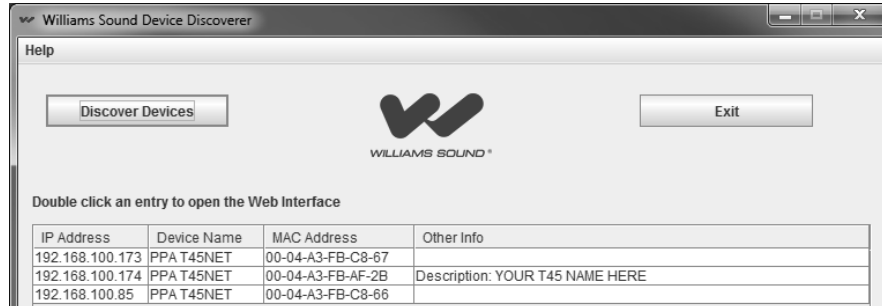 Williams Sound Device Discoverer
Help
Discover Devices
Exit
WILLIAMS SOUND®
Double click an entry to open the Web Interface
IP Address Device Name MAC Address Other Info
192.168.100.173 PPA T45NET 00-04-A3-FB-C8-67
192.168.100.174 PPA T45NET 00-04-A3-FB-AF-2B Description: YOUR T45 NAME HERE
192.168.100.85 PPA T45NET 00-04-A3-FB-C8-66